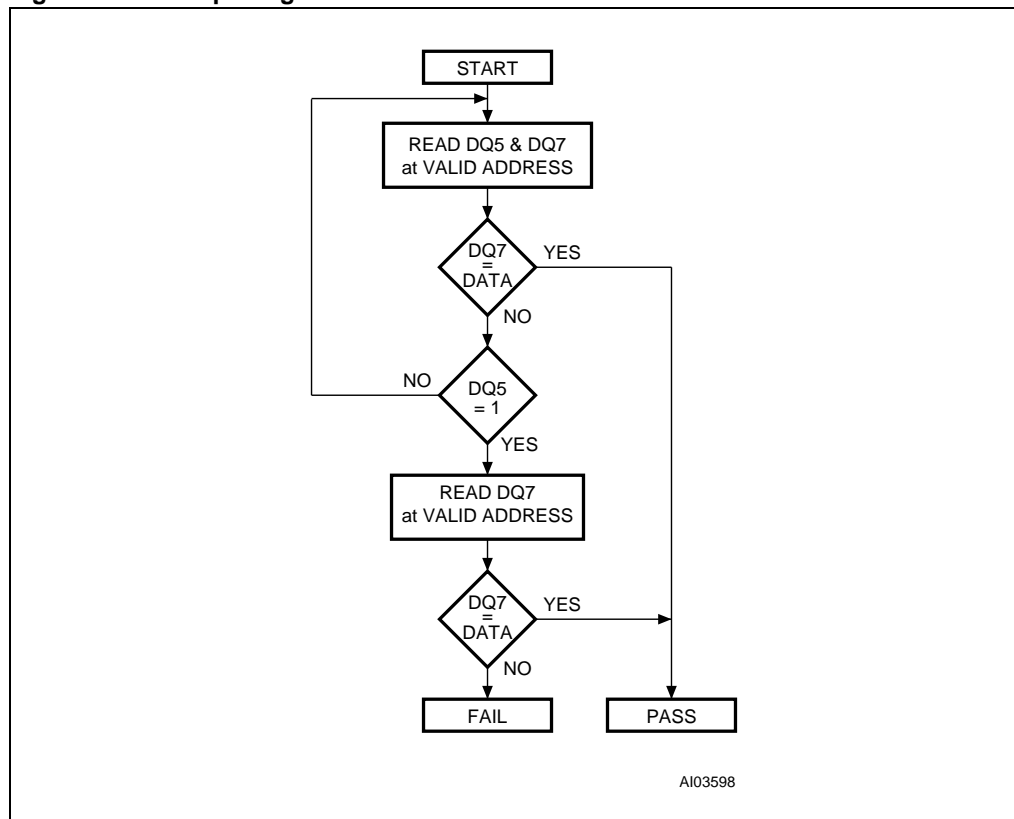 START
READ DQ5 & DQ7
at VALID ADDRESS
DQ7
=
DATA
YES
NO
NO
DQ5
= 1
YES
READ DQ7
at VALID ADDRESS
DQ7
=
DATA
YES
NO
FAIL
PASS
AI03598